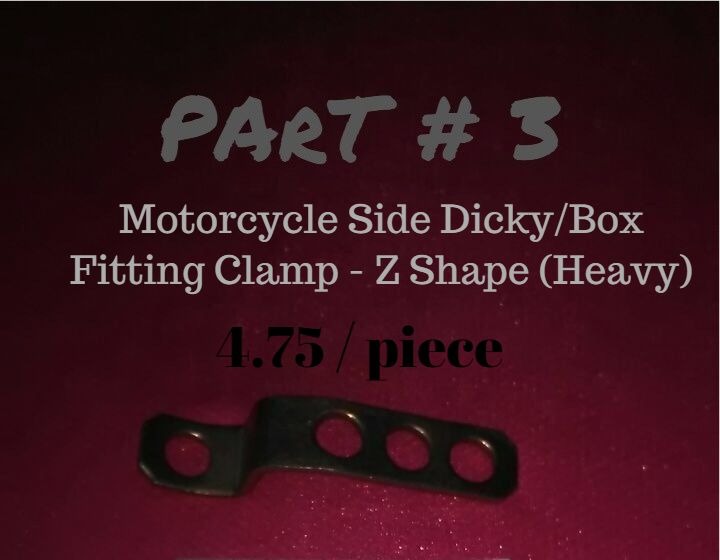 PART # 3
Motorcycle Side Dicky/Box
Fitting Clamp - Z Shape (Heavy)
4.75 / piece